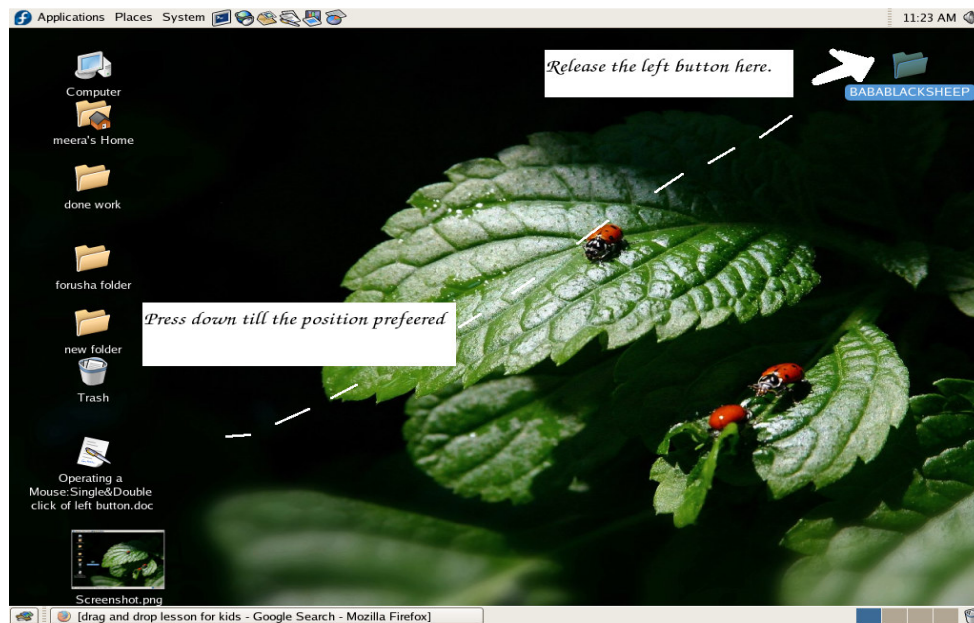 Applications Places System
11:23 AM
Computer
meera's Home
done work
forusha folder
new folder
Trash
Operating a
Mouse:Single&Double
click of left button.doc
Screenshot.png
Release the left button here.
BABABLACKSHEEP
Press down till the position prefeered
[drag and drop lesson for kids - Google Search - Mozilla Firefox]